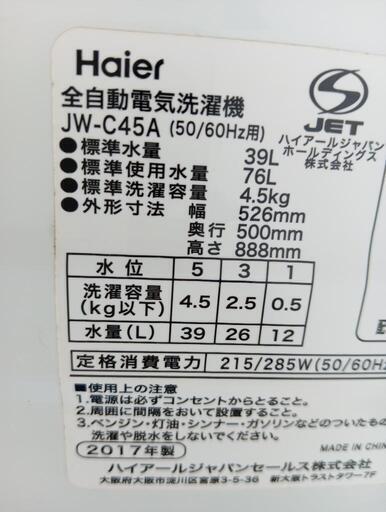 Haier
全自動電気洗濯機
JW-C45A (50/60Hz用)
S
JET
ハイアールジャパン
ホールディングス
株式会社
●標準水量 39L
●標準使用水量 76L
●標準洗濯容量 4.5kg
●外形寸法 幅 526mm
奥行 500mm
高さ 888mm
水位 5 3 1
洗濯容量(kg以下) 4.5 2.5 0.5
水量(L) 39 26 12
定格消費電力 215/285W(50/60Hz
■使用上の注意
1.電源は必ずコンセントからとること。
2.周囲に間隔をおいて設置すること。
3.ベンジン・灯油・シンナー・ガソリンなどのついたもの
洗濯や脱水をしないでください。
MADE IN CHIN
2017年製
ハイアールジャパンセールス株式会社
大阪府大阪市淀川区宮原3-5-36 新大阪トラストタワー7F